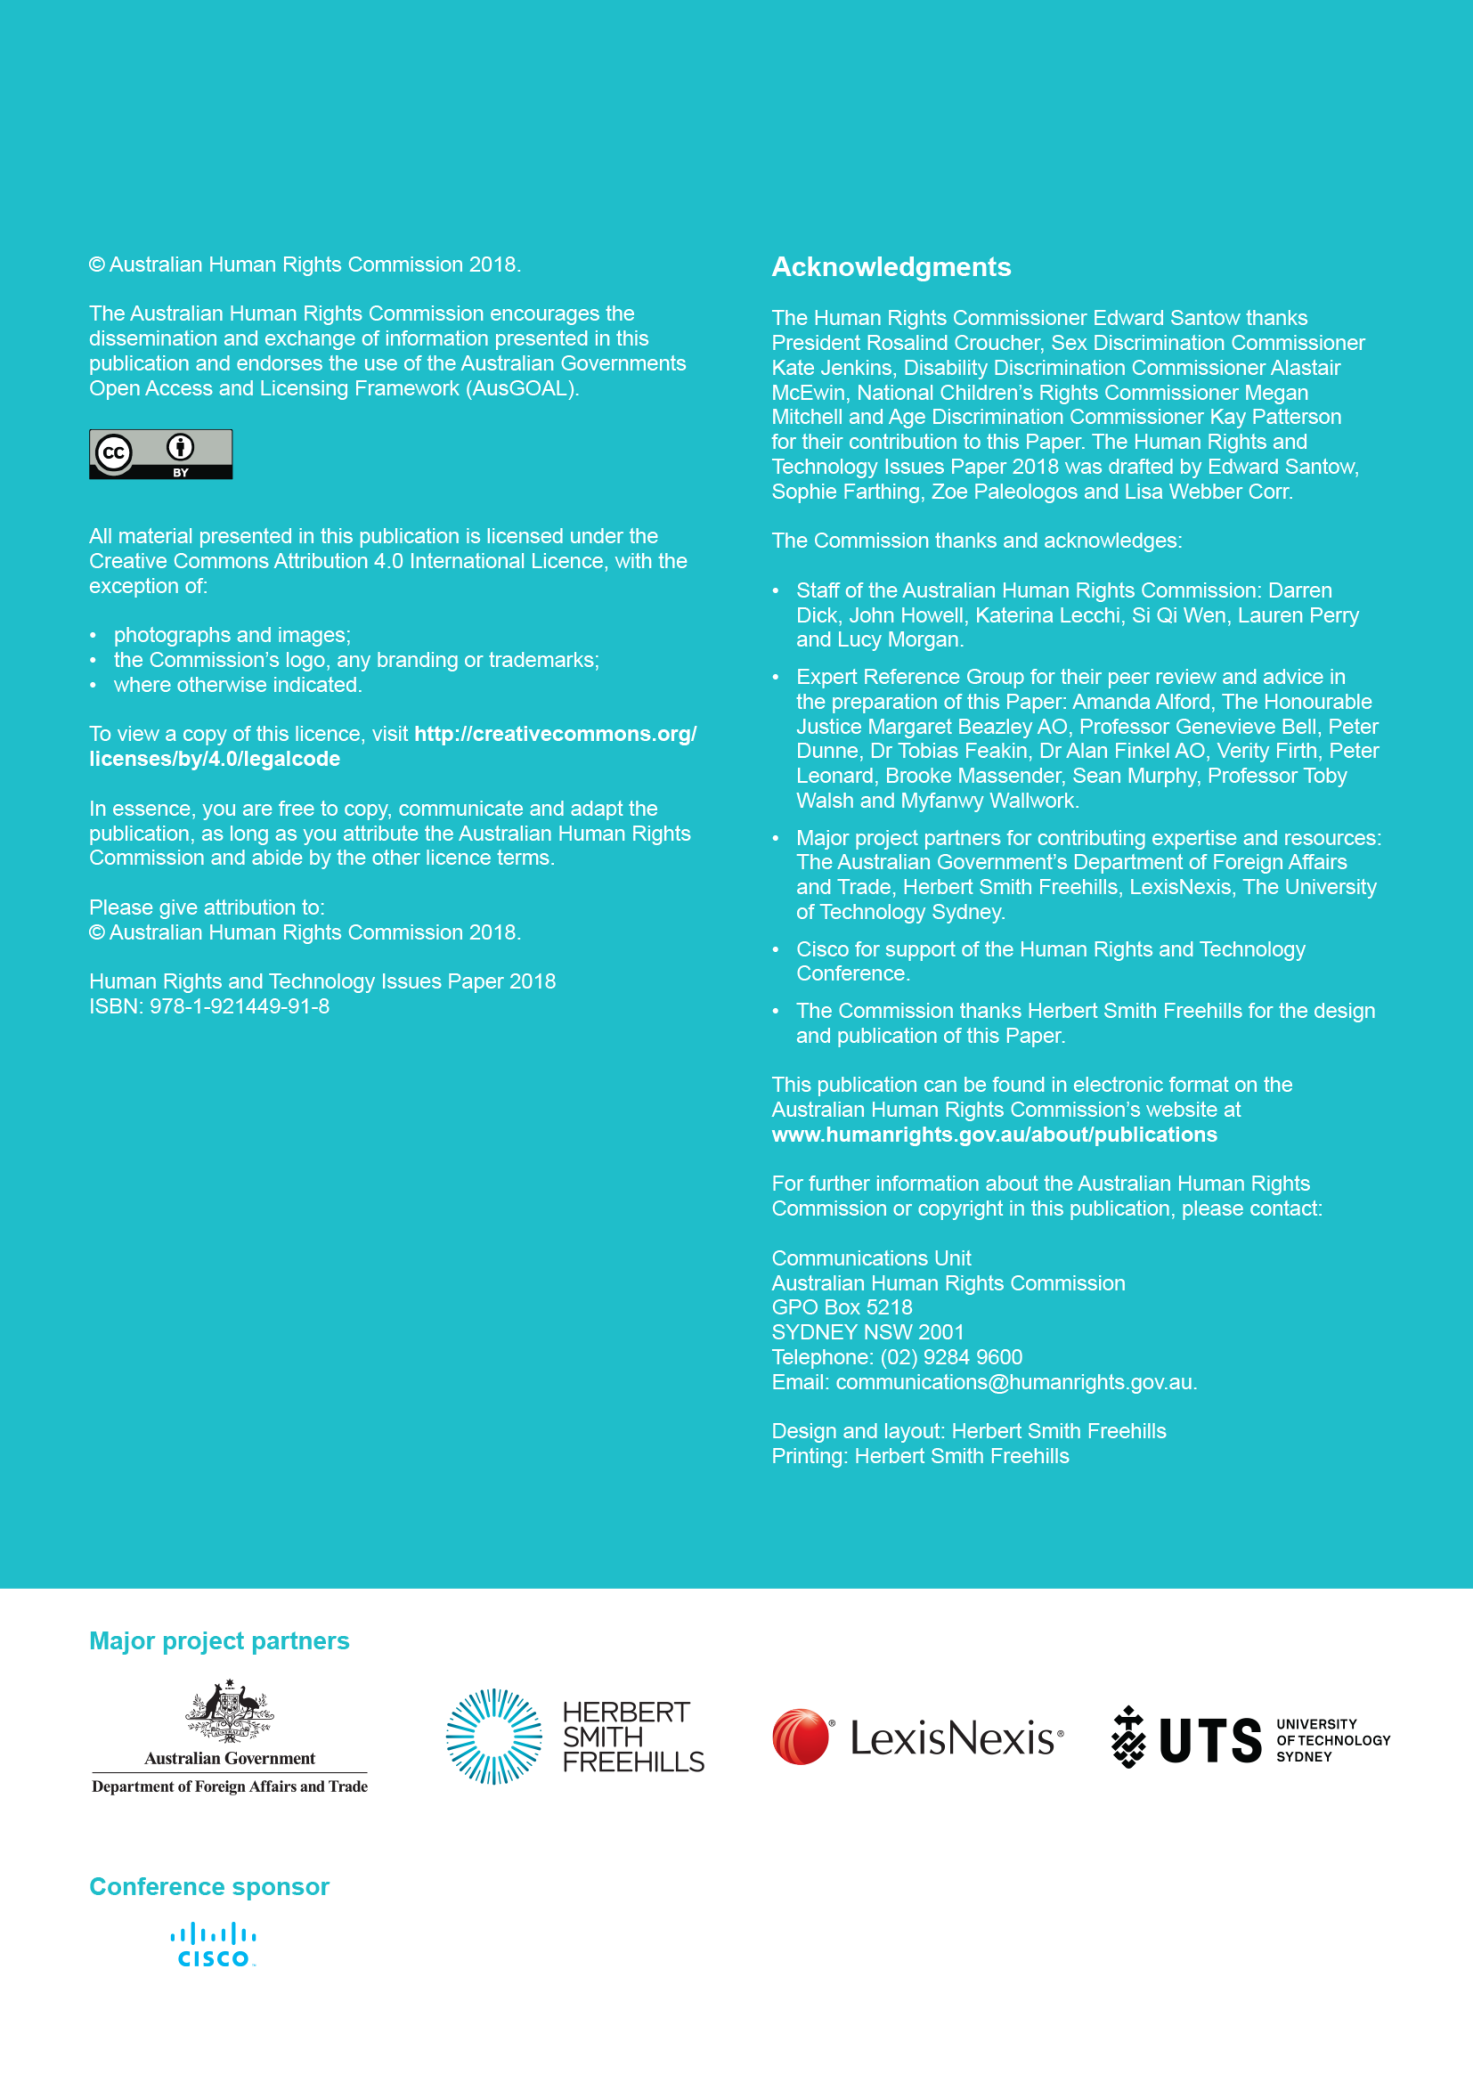 © Australian Human Rights Commission 2018.
The Australian Human Rights Commission encourages the
dissemination and exchange of information presented in this
publication and endorses the use of the Australian Governments
Open Access and Licensing Framework (AusGOAL).
cc
BY
All material presented in this publication is licensed under the
Creative Commons Attribution 4.0 International Licence, with the
exception of:
• photographs and images;
• the Commission’s logo, any branding or trademarks;
• where otherwise indicated.
To view a copy of this licence, visit http://creativecommons.org/
licenses/by/4.0/legalcode
In essence, you are free to copy, communicate and adapt the
publication, as long as you attribute the Australian Human Rights
Commission and abide by the other licence terms.
Please give attribution to:
© Australian Human Rights Commission 2018.
Human Rights and Technology Issues Paper 2018
ISBN: 978-1-921449-91-8
Acknowledgments
The Human Rights Commissioner Edward Santow thanks
President Rosalind Croucher, Sex Discrimination Commissioner
Kate Jenkins, Disability Discrimination Commissioner Alastair
McEwin, National Children’s Rights Commissioner Megan
Mitchell and Age Discrimination Commissioner Kay Patterson
for their contribution to this Paper. The Human Rights and
Technology Issues Paper 2018 was drafted by Edward Santow,
Sophie Farthing, Zoe Paleologos and Lisa Webber Corr.
The Commission thanks and acknowledges:
• Staff of the Australian Human Rights Commission: Darren
Dick, John Howell, Katerina Lecchi, Si Qi Wen, Lauren Perry
and Lucy Morgan.
• Expert Reference Group for their peer review and advice in
the preparation of this Paper: Amanda Alford, The Honourable
Justice Margaret Beazley AO, Professor Genevieve Bell, Peter
Dunne, Dr Tobias Feakin, Dr Alan Finkel AO, Verity Firth, Peter
Leonard, Brooke Massender, Sean Murphy, Professor Toby
Walsh and Myfanwy Wallwork.
• Major project partners for contributing expertise and resources:
The Australian Government’s Department of Foreign Affairs
and Trade, Herbert Smith Freehills, LexisNexis, The University
of Technology Sydney.
• Cisco for support of the Human Rights and Technology
Conference.
• The Commission thanks Herbert Smith Freehills for the design
and publication of this Paper.
This publication can be found in electronic format on the
Australian Human Rights Commission’s website at
www.humanrights.gov.au/about/publications
For further information about the Australian Human Rights
Commission or copyright in this publication, please contact:
Communications Unit
Australian Human Rights Commission
GPO Box 5218
SYDNEY NSW 2001
Telephone: (02) 9284 9600
Email: communications@humanrights.gov.au.
Design and layout: Herbert Smith Freehills
Printing: Herbert Smith Freehills
Major project partners
Australian Government
Department of Foreign Affairs and Trade
HERBERT
SMITH
FREEHILLS
LexisNexis®
UTS
UNIVERSITY
OF TECHNOLOGY
SYDNEY
Conference sponsor
CISCO